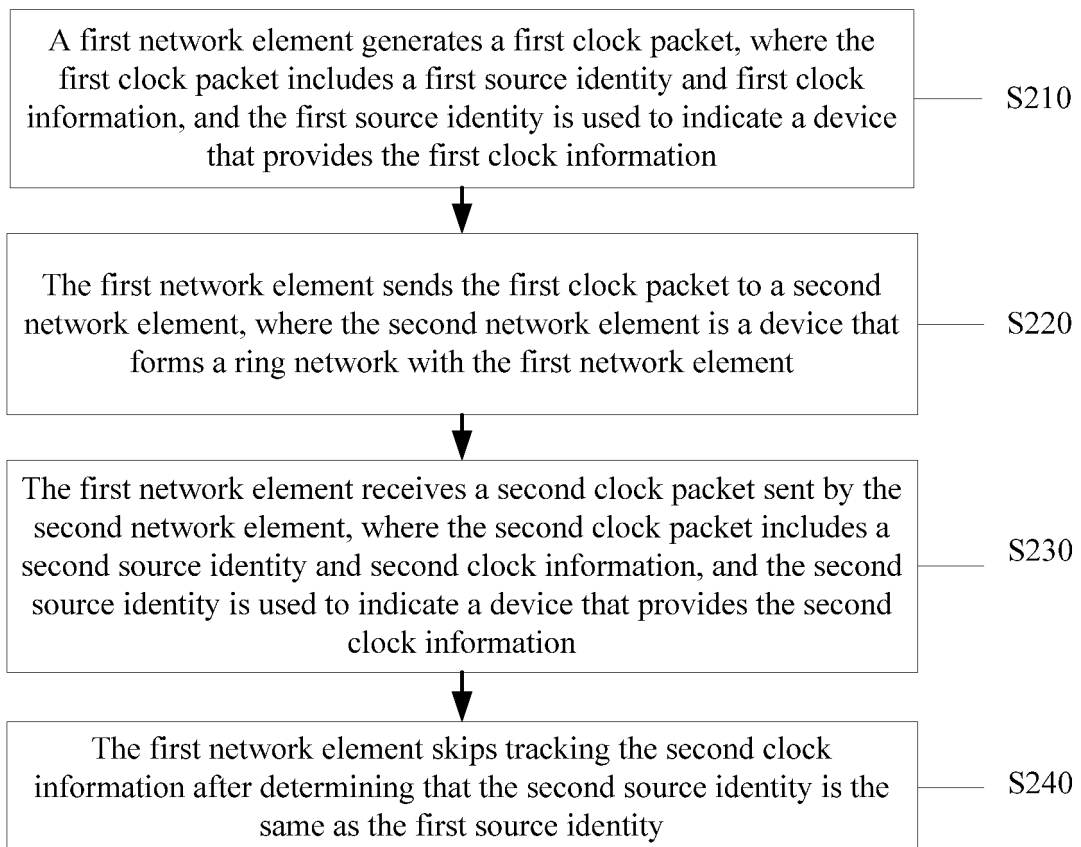 A first network element generates a first clock packet, where the
first clock packet includes a first source identity and first clock
information, and the first source identity is used to indicate a device
that provides the first clock information
S210
The first network element sends the first clock packet to a second
network element, where the second network element is a device that
forms a ring network with the first network element
S220
The first network element receives a second clock packet sent by the
second network element, where the second clock packet includes a
second source identity and second clock information, and the second
source identity is used to indicate a device that provides the second
clock information
S230
The first network element skips tracking the second clock
information after determining that the second source identity is the
same as the first source identity
S240